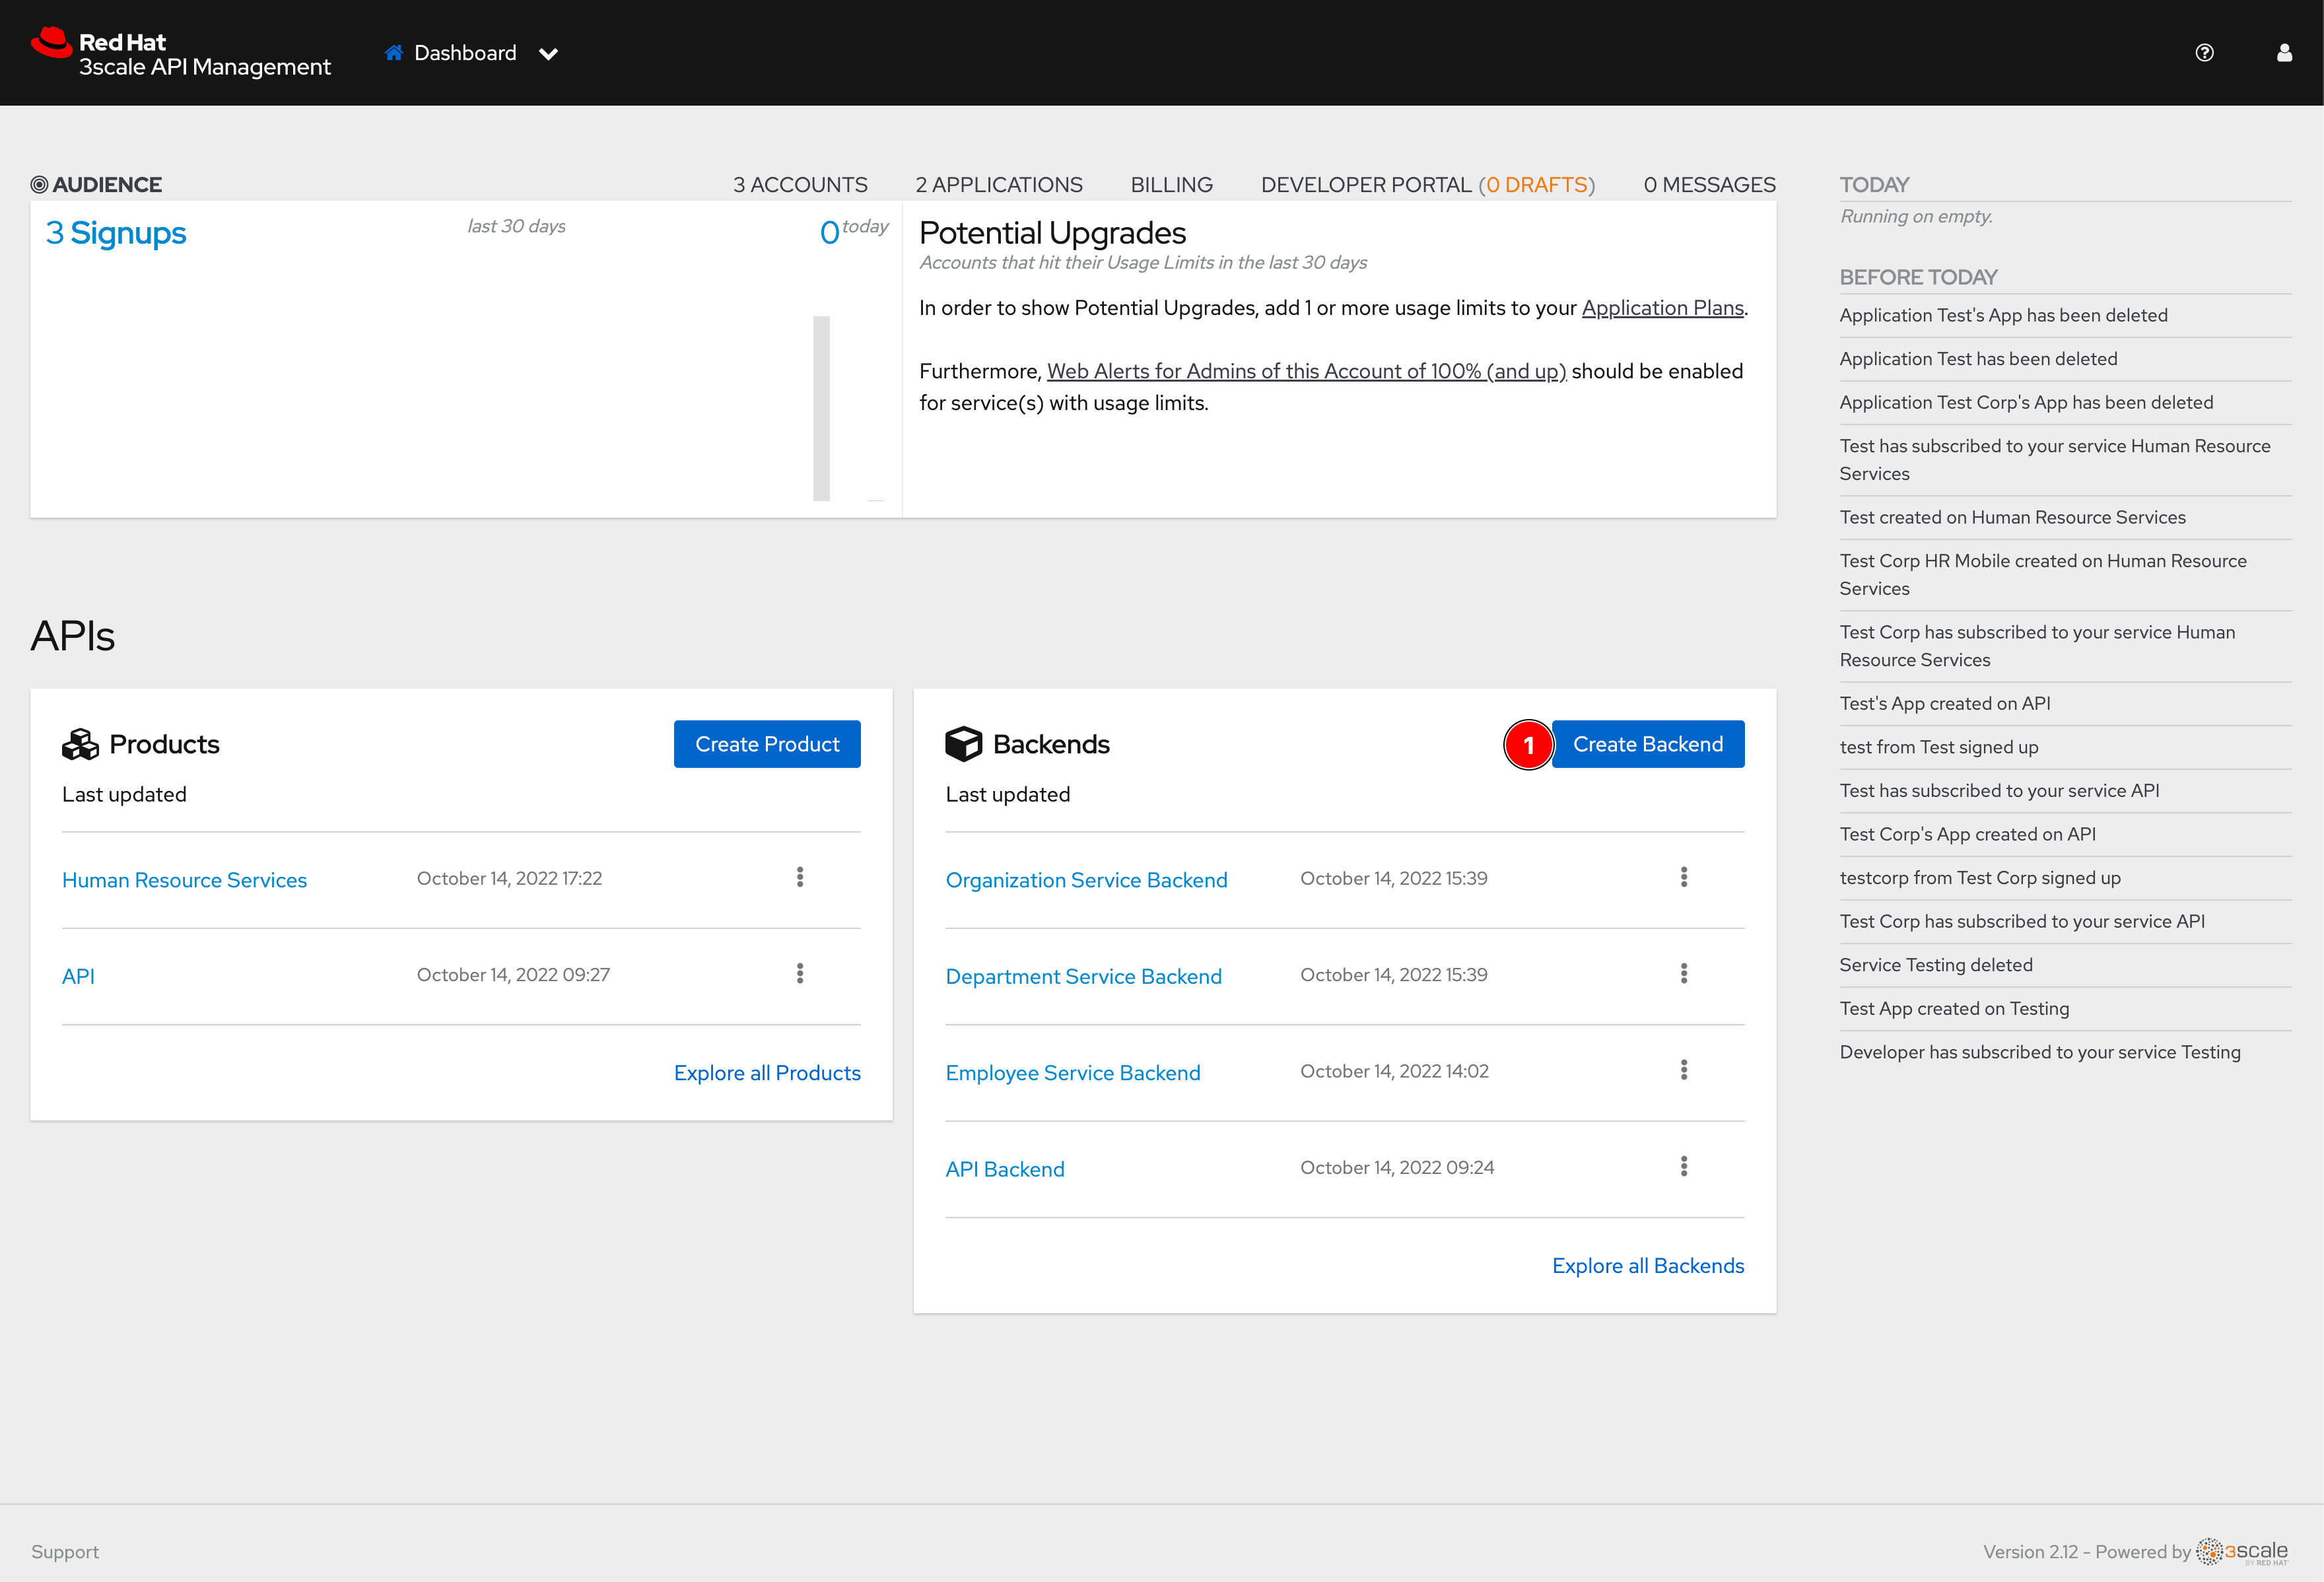 Red Hat
3scale API Management
Dashboard
AUDIENCE
3 ACCOUNTS
2 APPLICATIONS
BILLING
DEVELOPER PORTAL (0 DRAFTS)
0 MESSAGES
3 Signups
last 30 days
0 today
Potential Upgrades
Accounts that hit their Usage Limits in the last 30 days
In order to show Potential Upgrades, add 1 or more usage limits to your Application Plans.
Furthermore, Web Alerts for Admins of this Account of 100% (and up) should be enabled
for service(s) with usage limits.
TODAY
Running on empty.
BEFORE TODAY
Application Test's App has been deleted
Application Test has been deleted
Application Test Corp's App has been deleted
Test has subscribed to your service Human Resource
Services
Test created on Human Resource Services
Test Corp HR Mobile created on Human Resource
Services
Test Corp has subscribed to your service Human
Resource Services
Test's App created on API
test from Test signed up
Test has subscribed to your service API
Test Corp's App created on API
testcorp from Test Corp signed up
Test Corp has subscribed to your service API
Service Testing deleted
Test App created on Testing
Developer has subscribed to your service Testing
APIs
Products
Create Product
Last updated
Human Resource Services
October 14, 2022 17:22
API
October 14, 2022 09:27
Explore all Products
Backends
1
Create Backend
Last updated
Organization Service Backend
October 14, 2022 15:39
Department Service Backend
October 14, 2022 15:39
Employee Service Backend
October 14, 2022 14:02
API Backend
October 14, 2022 09:24
Explore all Backends
Support
Version 2.12 - Powered by
3scale
BY RED HAT